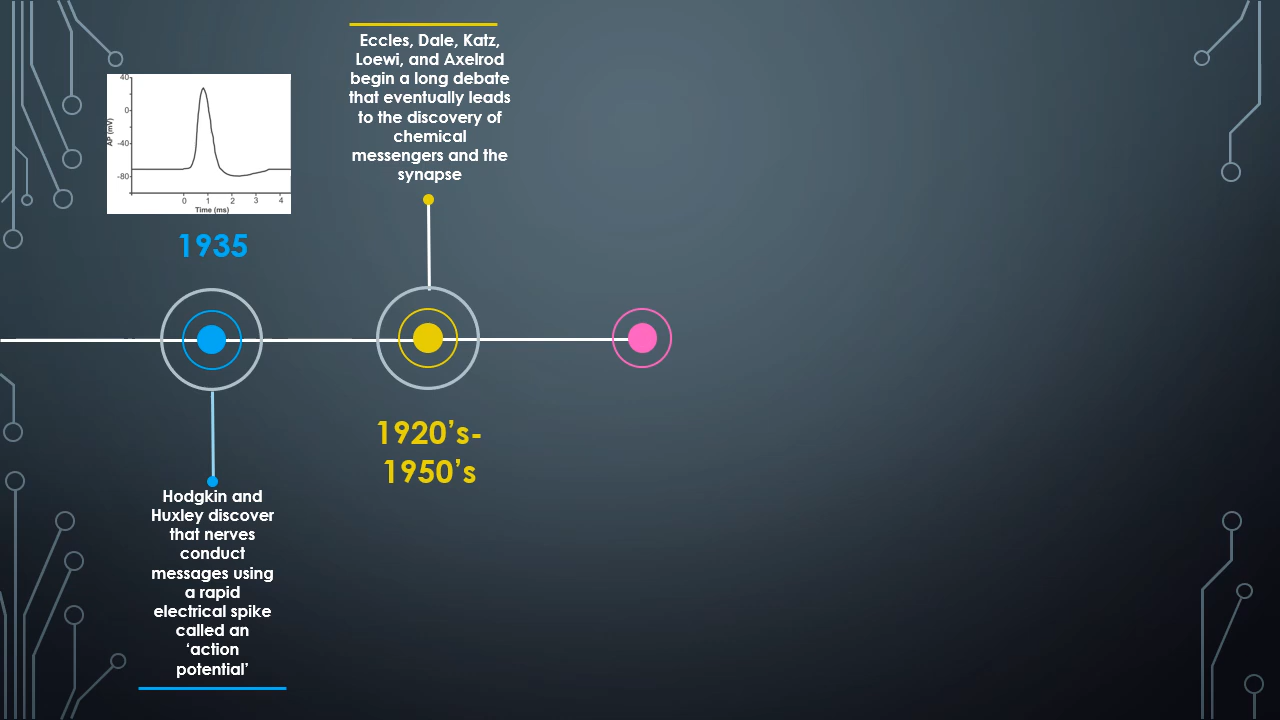 40
0
-40
-80
AP (mV)
0 1 2 3 4
Time (ms)
1935
Hodgkin and
Huxley discover
that nerves
conduct
messages using
a rapid
electrical spike
called an
‘action
potential’
Eccles, Dale, Katz,
Loewi, and Axelrod
begin a long debate
that eventually leads
to the discovery of
chemical
messengers and the
synapse
1920’s-
1950’s